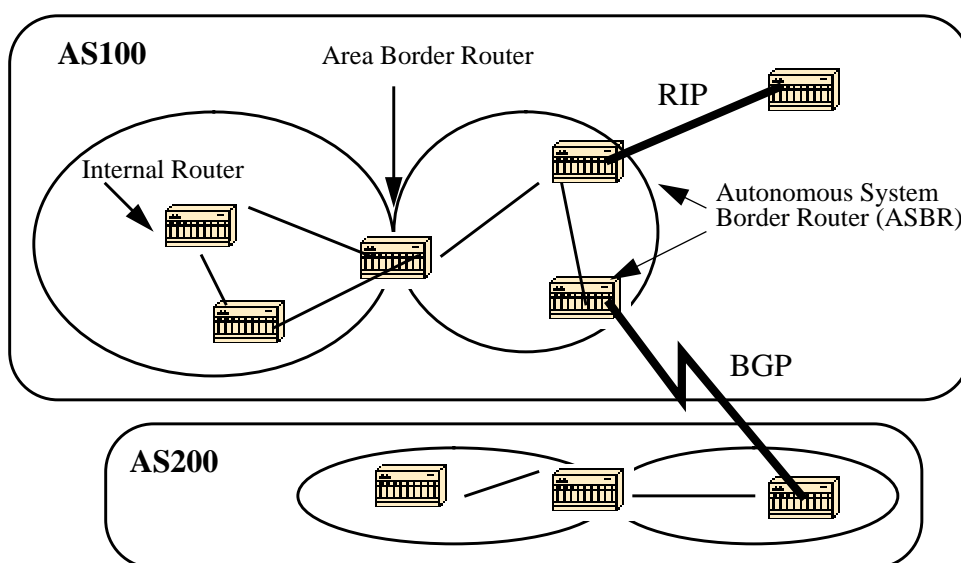 AS100
Area Border Router
RIP
Internal Router
Autonomous System
Border Router (ASBR)
BGP
AS200